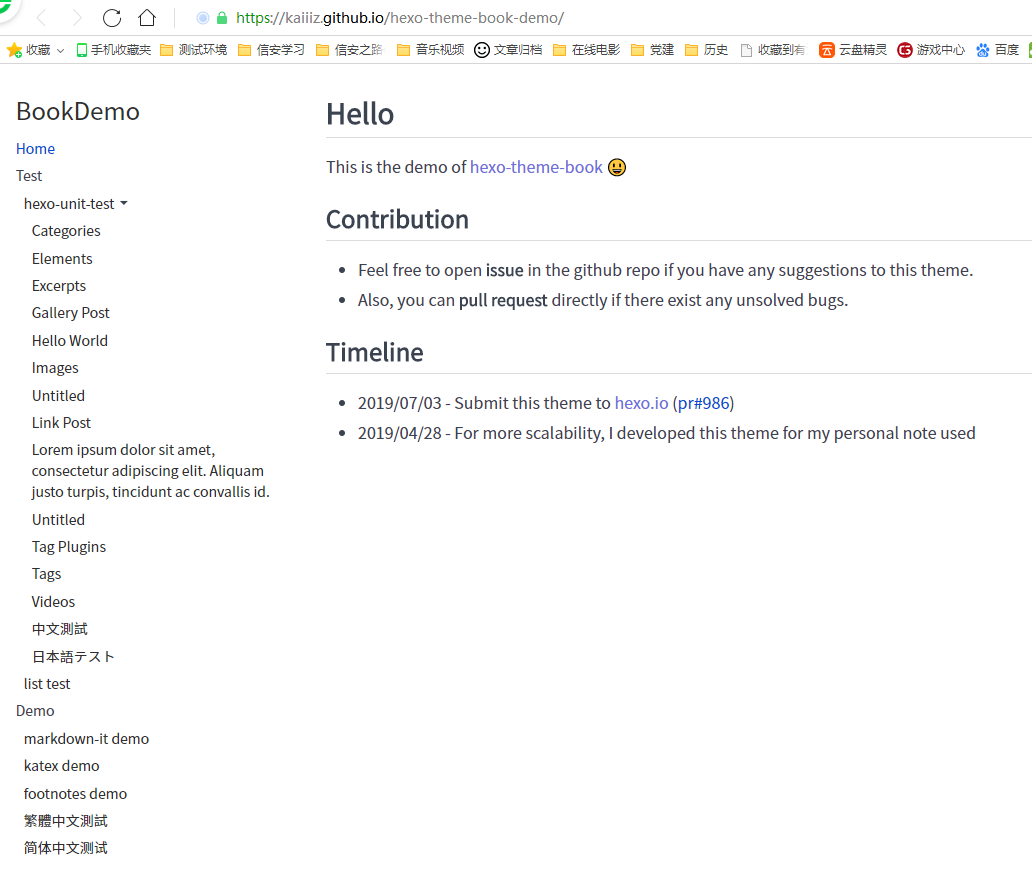 https://kaiiiz.github.io/hexo-theme-book-demo/
收藏 手机收藏夹 测试环境 信安学习 信安之路 音乐视频 文章归档 在线电影 党建 历史 收藏到有 云盘精灵 游戏中心 百度
BookDemo
Home
Test
hexo-unit-test
Categories
Elements
Excerpts
Gallery Post
Hello World
Images
Untitled
Link Post
Lorem ipsum dolor sit amet,
consectetur adipiscing elit. Aliquam
justo turpis, tincidunt ac convallis id.
Untitled
Tag Plugins
Tags
Videos
中文測試
日本語テスト
list test
Demo
markdown-it demo
katex demo
footnotes demo
繁體中文測試
简体中文测试
Hello
This is the demo of hexo-theme-book 😃
Contribution
Feel free to open issue in the github repo if you have any suggestions to this theme.
Also, you can pull request directly if there exist any unsolved bugs.
Timeline
2019/07/03 - Submit this theme to hexo.io (pr#986)
2019/04/28 - For more scalability, I developed this theme for my personal note used